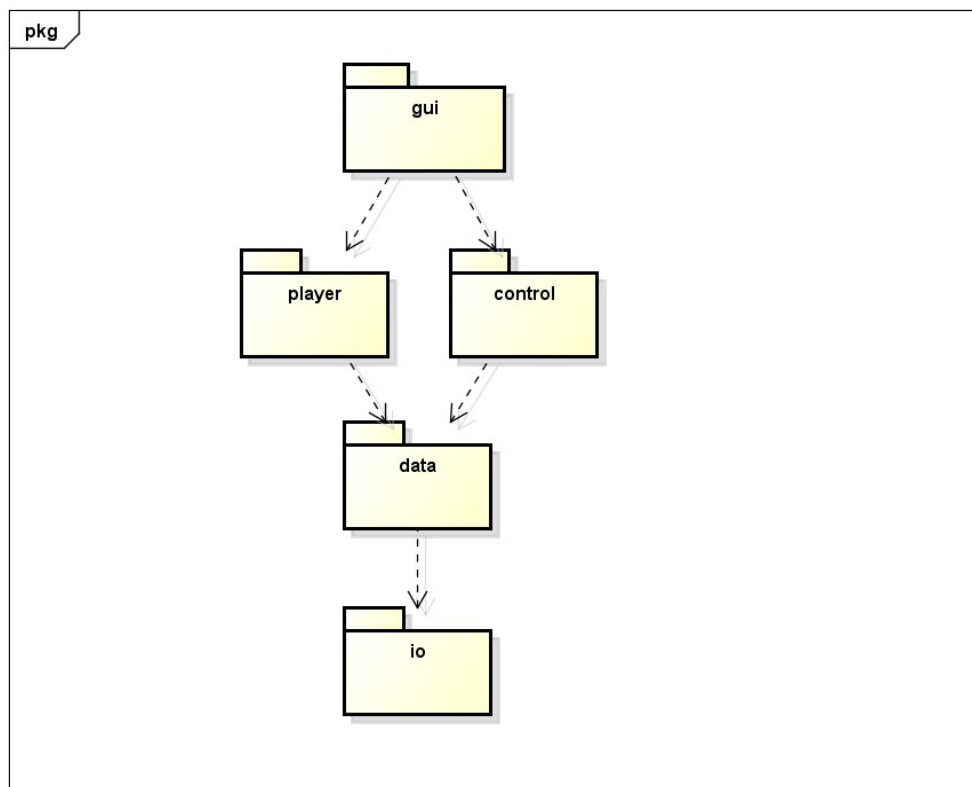 pkg
gui
player
control
data
io